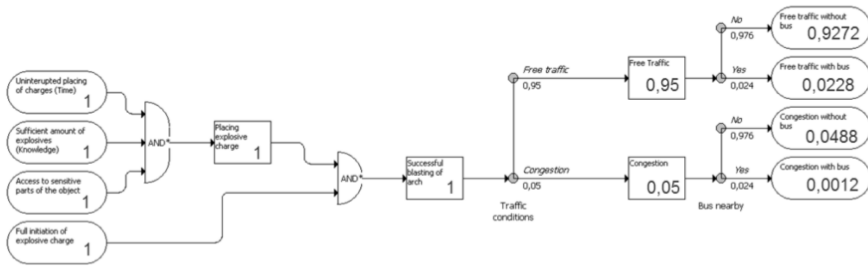 Uninterupted placing
of charges (Time)
1
Sufficient amount of
explosives
(Knowledge)
1
Access to sensitive
parts of the object
1
Full initiation of
explosive charge
1
AND*
Placing
explosive
charge
1
AND*
Successful
blasting of
arch
1
Free traffic
0,95
Congestion
0,05
Traffic
conditions
Free Traffic
0,95
Congestion
0,05
No
0,976
Yes
0,024
No
0,976
Yes
0,024
Bus nearby
Free traffic without
bus
0,9272
Free traffic with bus
0,0228
Congestion without
bus
0,0488
Congestion with bus
0,0012